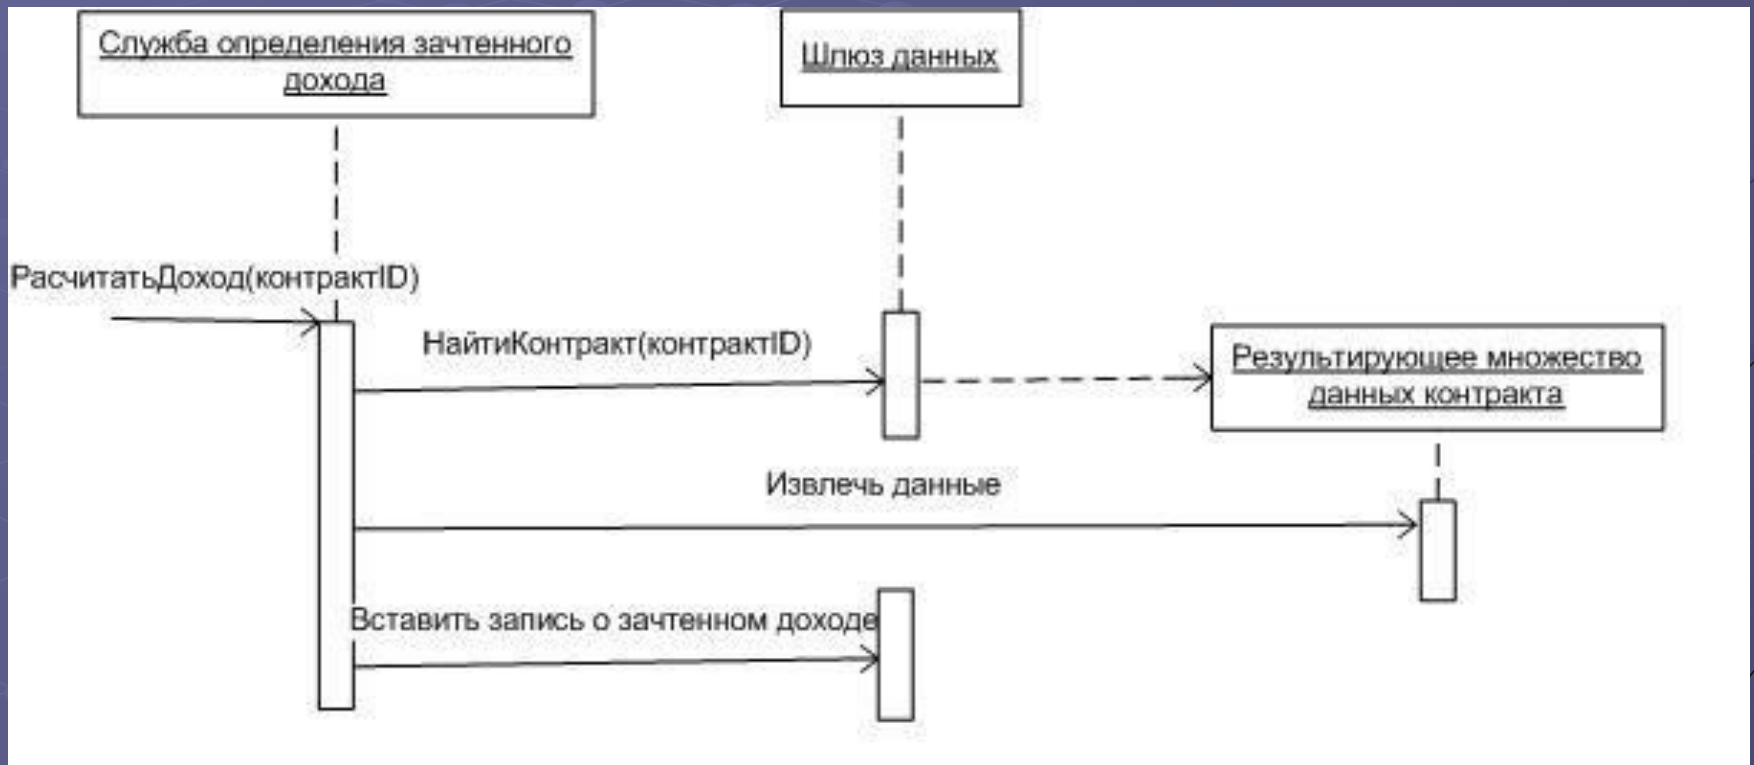 Служба определения зачтенного
дохода
Шлюз данных
РасчитатьДоход(контрактID)
НайтиКонтракт(контрактID)
Результирующее множество
данных контракта
Извлечь данные
Вставить запись о зачтенном доходе